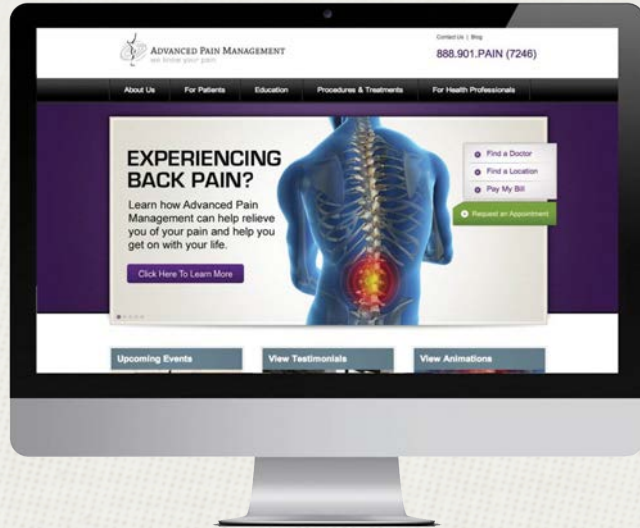 Contact Us | Blog
ADVANCED PAIN MANAGEMENT
we know your pain
888.901.PAIN (7246)
About Us For Patients Education Procedures & Treatments For Health Professionals
EXPERIENCING
BACK PAIN?
Learn how Advanced Pain
Management can help relieve
you of your pain and help you
get on with your life.
Click Here To Learn More
Find a Doctor
Find a Location
Pay My Bill
Request an Appointment
Upcoming Events View Testimonials View Animations